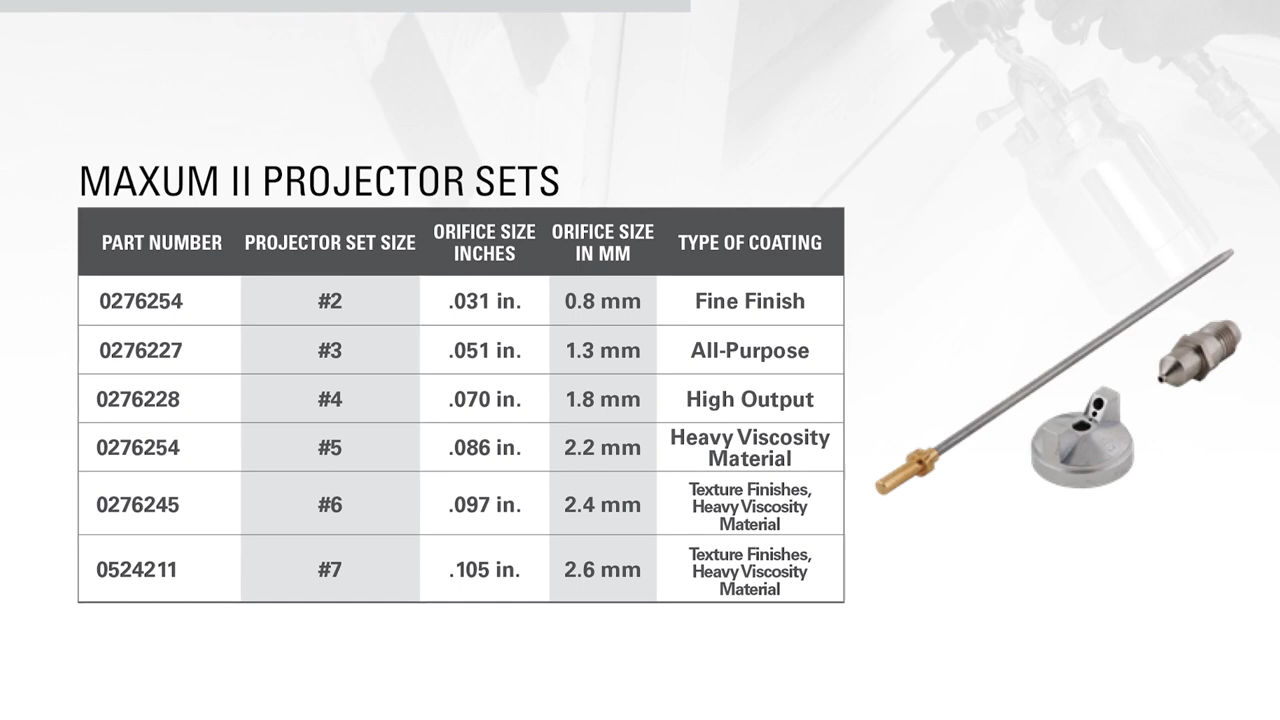 MAXUM II PROJECTOR SETS
PART NUMBER PROJECTOR SET SIZE ORIFICE SIZE INCHES ORIFICE SIZE IN MM TYPE OF COATING
0276254 #2 .031 in. 0.8 mm Fine Finish
0276227 #3 .051 in. 1.3 mm All-Purpose
0276228 #4 .070 in. 1.8 mm High Output
0276254 #5 .086 in. 2.2 mm Heavy Viscosity Material
0276245 #6 .097 in. 2.4 mm Texture Finishes, Heavy Viscosity Material
0524211 #7 .105 in. 2.6 mm Texture Finishes, Heavy Viscosity Material